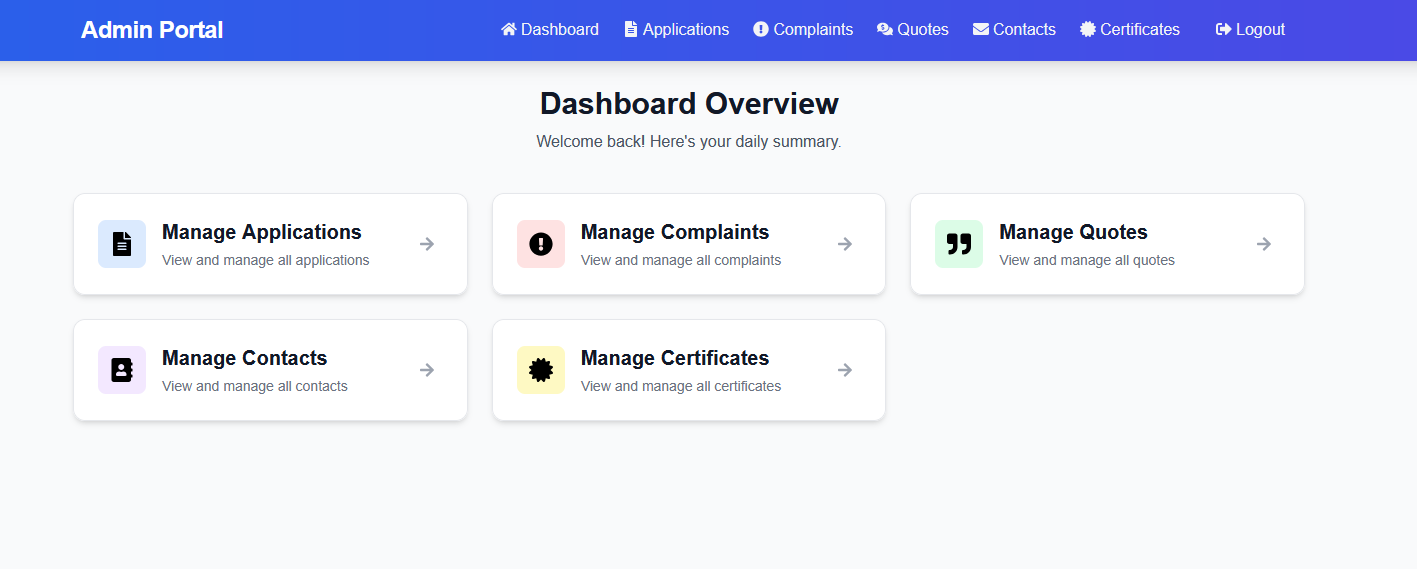 Admin Portal
Dashboard
Applications
Complaints
Quotes
Contacts
Certificates
Logout
Dashboard Overview
Welcome back! Here's your daily summary.
Manage Applications
View and manage all applications
Manage Complaints
View and manage all complaints
Manage Quotes
View and manage all quotes
Manage Contacts
View and manage all contacts
Manage Certificates
View and manage all certificates